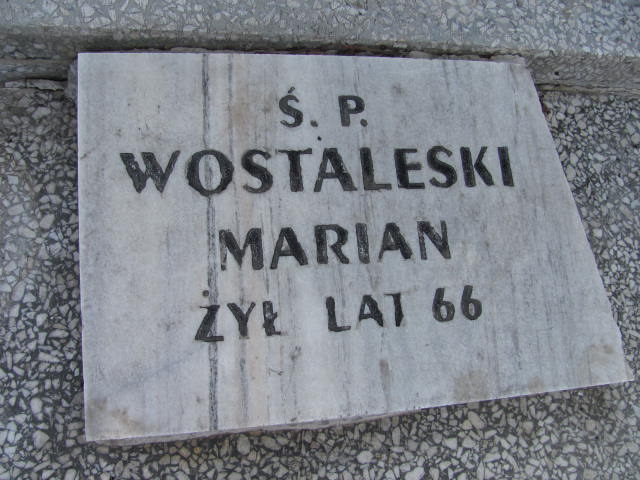 Ś. P.
WOSTALESKI
MARIAN
ŻYŁ LAT 66